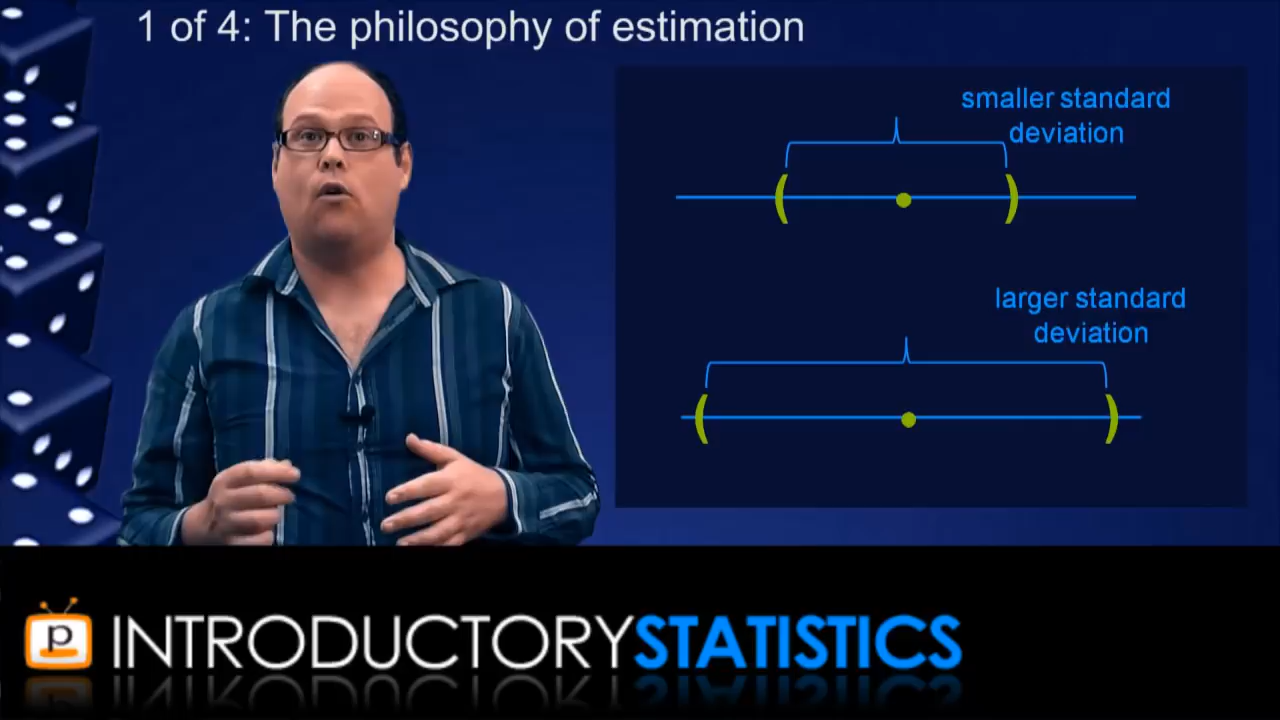 1 of 4: The philosophy of estimation
smaller standard
deviation
larger standard
deviation
p
INTRODUCTORYSTATISTICS